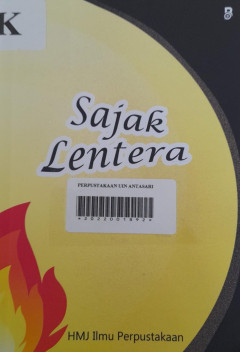 K
Sajak
Lentera
PERPUSTAKAAN UIN ANTASARI
HMJ Ilmu Perpustakaan